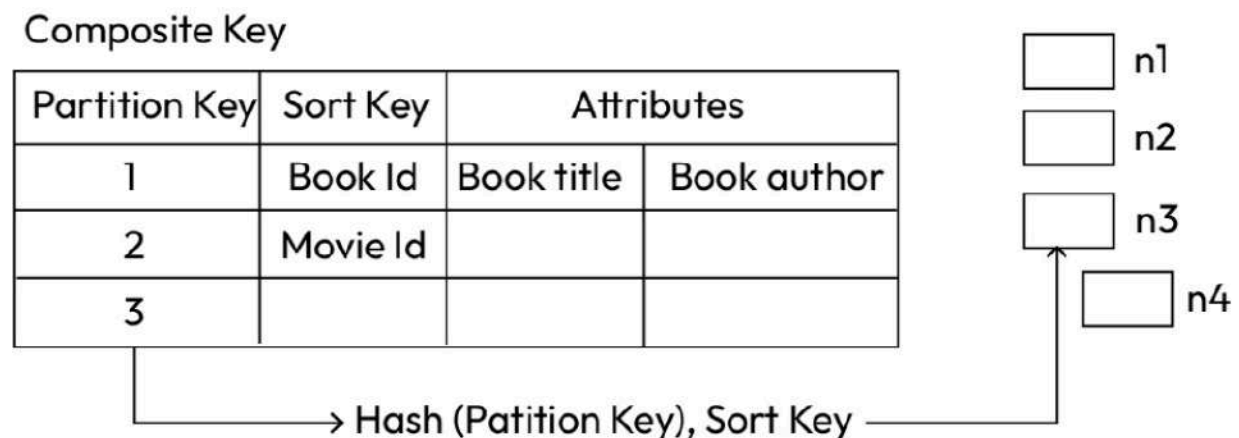 Composite Key
Partition Key Sort Key Attributes
1 Book Id Book title Book author
2 Movie Id
3
Hash (Patition Key), Sort Key
n1
n2
n3
n4